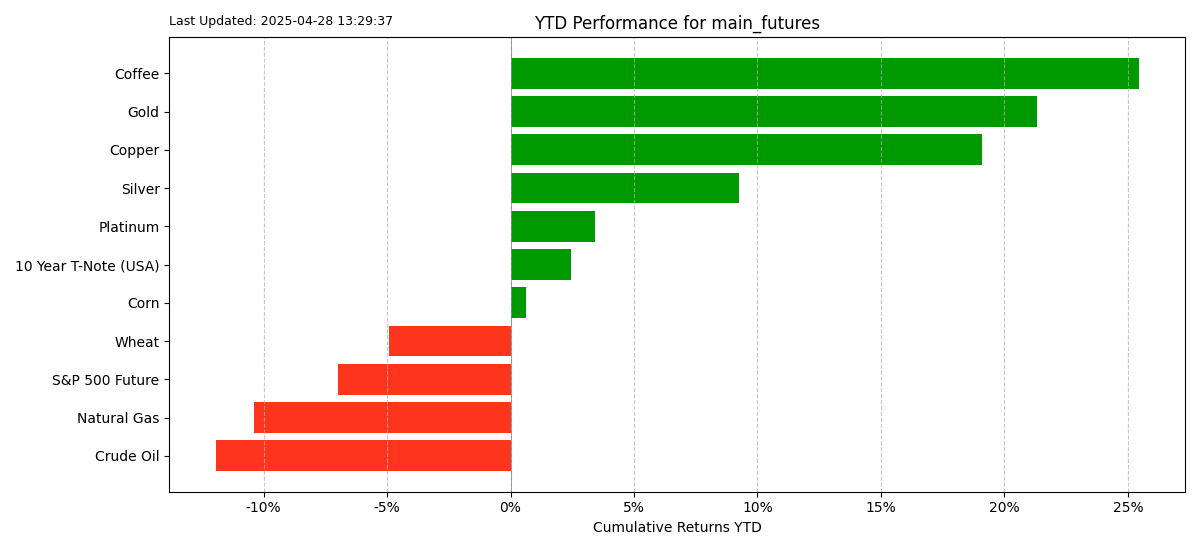 Last Updated: 2025-04-28 13:29:37
YTD Performance for main_futures
Coffee
Gold
Copper
Silver
Platinum
10 Year T-Note (USA)
Corn
Wheat
S&P 500 Future
Natural Gas
Crude Oil
-10% -5% 0% 5% 10% 15% 20% 25%
Cumulative Returns YTD